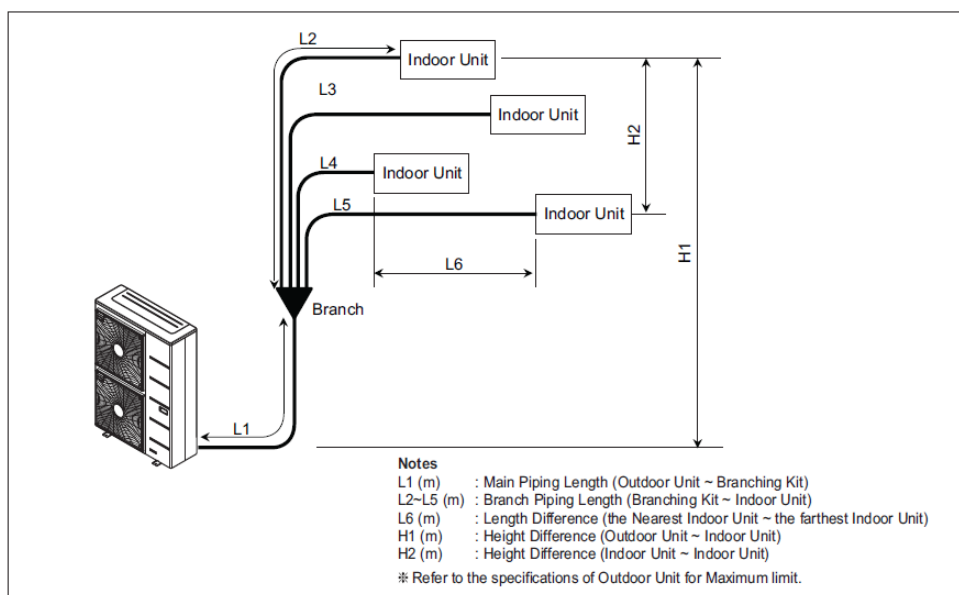 L2
Indoor Unit
L3
Indoor Unit
H2
L4
Indoor Unit
L5
Indoor Unit
H1
L6
Branch
L1
Notes
L1 (m) : Main Piping Length (Outdoor Unit ~ Branching Kit)
L2~L5 (m) : Branch Piping Length (Branching Kit ~ Indoor Unit)
L6 (m) : Length Difference (the Nearest Indoor Unit ~ the farthest Indoor Unit)
H1 (m) : Height Difference (Outdoor Unit ~ Indoor Unit)
H2 (m) : Height Difference (Indoor Unit ~ Indoor Unit)
※ Refer to the specifications of Outdoor Unit for Maximum limit.